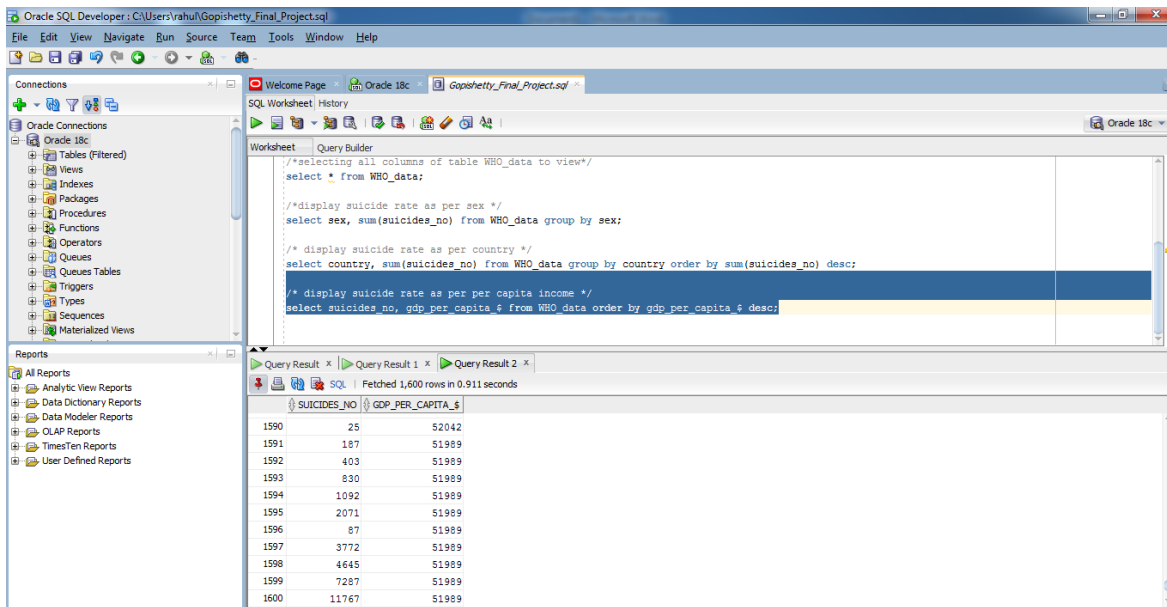 Oracle SQL Developer : C:\Users\rahul\Gopishetty_Final_Project.sql
File Edit View Navigate Run Source Team Tools Window Help
Connections
Oracle Connections
Orade 18c
Tables (Filtered)
Views
Indexes
Packages
Procedures
Functions
Operators
Queues
Queues Tables
Triggers
Types
Sequences
Materialized Views
Reports
All Reports
Analytic View Reports
Data Dictionary Reports
Data Modeler Reports
OLAP Reports
TimesTen Reports
User Defined Reports
Welcome Page Orade 18c Gopishetty_Final_Project.sql
SQL Worksheet History
Aa Orade 18c
Worksheet Query Builder
/*selecting all columns of table WHO_data to view*/
select * from WHO_data;
/*display suicide rate as per sex */
select sex, sum(suicides_no) from WHO_data group by sex;
/* display suicide rate as per country */
select country, sum(suicides_no) from WHO_data group by country order by sum(suicides_no) desc;
/* display suicide rate as per per capita income */
select suicides_no, gdp_per_capita_$ from WHO_data order by gdp_per_capita_$ desc;
Query Result x Query Result 1 x Query Result 2 x
SQL | Fetched 1,600 rows in 0.911 seconds
SUICIDES_NO GDP_PER_CAPITA_$
1590 25 52042
1591 187 51989
1592 403 51989
1593 830 51989
1594 1092 51989
1595 2071 51989
1596 87 51989
1597 3772 51989
1598 4645 51989
1599 7287 51989
1600 11767 51989